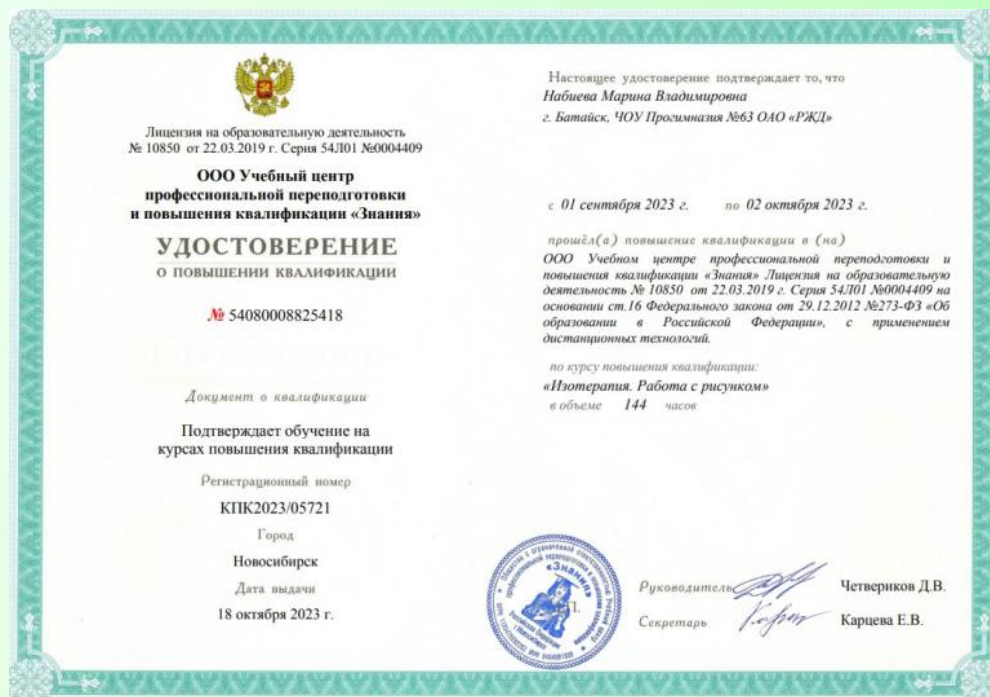 Лицензия на образовательную деятельность
№ 10850 от 22.03.2019 г. Серия 54Л01 №0004409
ООО Учебный центр
профессиональной переподготовки
и повышения квалификации «Знания»
УДОСТОВЕРЕНИЕ
О ПОВЫШЕНИИ КВАЛИФИКАЦИИ
№ 54080008825418
Документ о квалификации
Подтверждает обучение на
курсах повышения квалификации
Регистрационный номер
КПК2023/05721
Город
Новосибирск
Дата выдачи
18 октября 2023 г.
Настоящее удостоверение подтверждает то, что
Набиева Марина Владимировна
г. Батайск, ЧОУ Прогимназия №63 ОАО «РЖД»
с 01 сентября 2023 г. по 02 октября 2023 г.
прошёл(а) повышение квалификации в (на)
ООО Учебном центре профессиональной переподготовки и
повышения квалификации «Знания» Лицензия на образовательную
деятельность № 10850 от 22.03.2019 г. Серия 54Л01 №0004409 на
основании ст.16 Федерального закона от 29.12.2012 №273-ФЗ «Об
образовании в Российской Федерации», с применением
дистанционных технологий.
по курсу повышения квалификации:
«Изотерапия. Работа с рисунком»
в объеме 144 часов
«Знания»
П.
Руководитель Четвериков Д.В.
Секретарь Карцева Е.В.